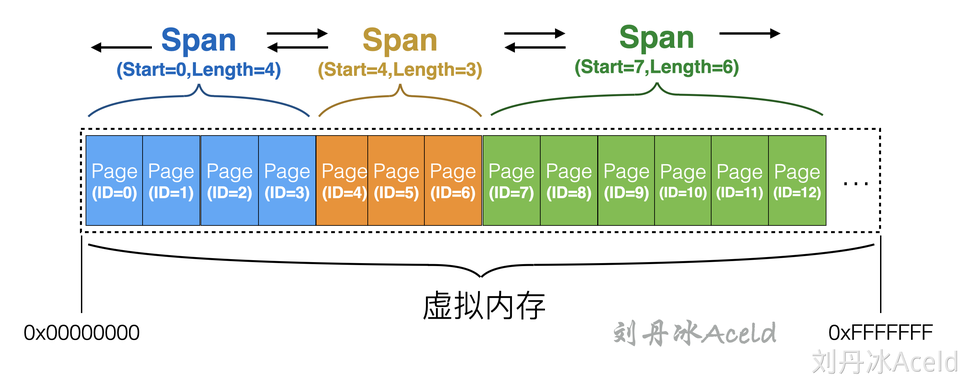 Span
(Start=0,Length=4)
Span
(Start=4,Length=3)
Span
(Start=7,Length=6)
Page
(ID=0)
Page
(ID=1)
Page
(ID=2)
Page
(ID=3)
Page
(ID=4)
Page
(ID=5)
Page
(ID=6)
Page
(ID=7)
Page
(ID=8)
Page
(ID=9)
Page
(ID=10)
Page
(ID=11)
Page
(ID=12)
...
虚拟内存
0x00000000
刘丹冰Aceld
0xFFFFFFF
刘丹冰Aceld